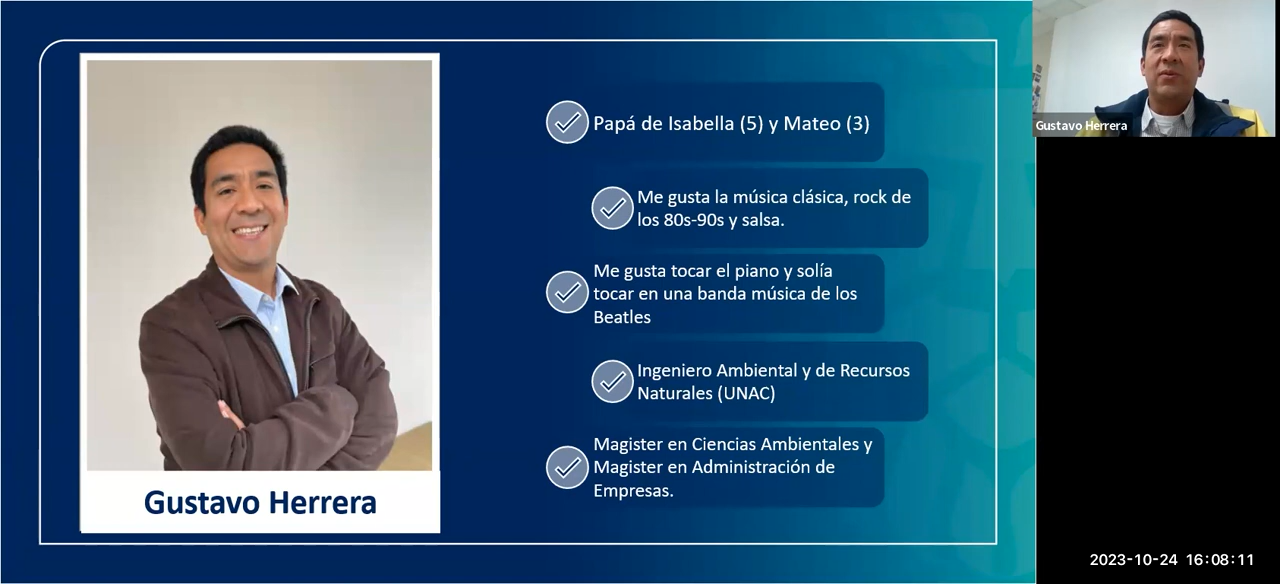 Papá de Isabella (5) y Mateo (3)
Me gusta la música clásica, rock de
los 80s-90s y salsa.
Me gusta tocar el piano y solía
tocar en una banda música de los
Beatles
Ingeniero Ambiental y de Recursos
Naturales (UNAC)
Magister en Ciencias Ambientales y
Magister en Administración de
Empresas.
Gustavo Herrera
Gustavo Herrera
2023-10-24 16:08:11